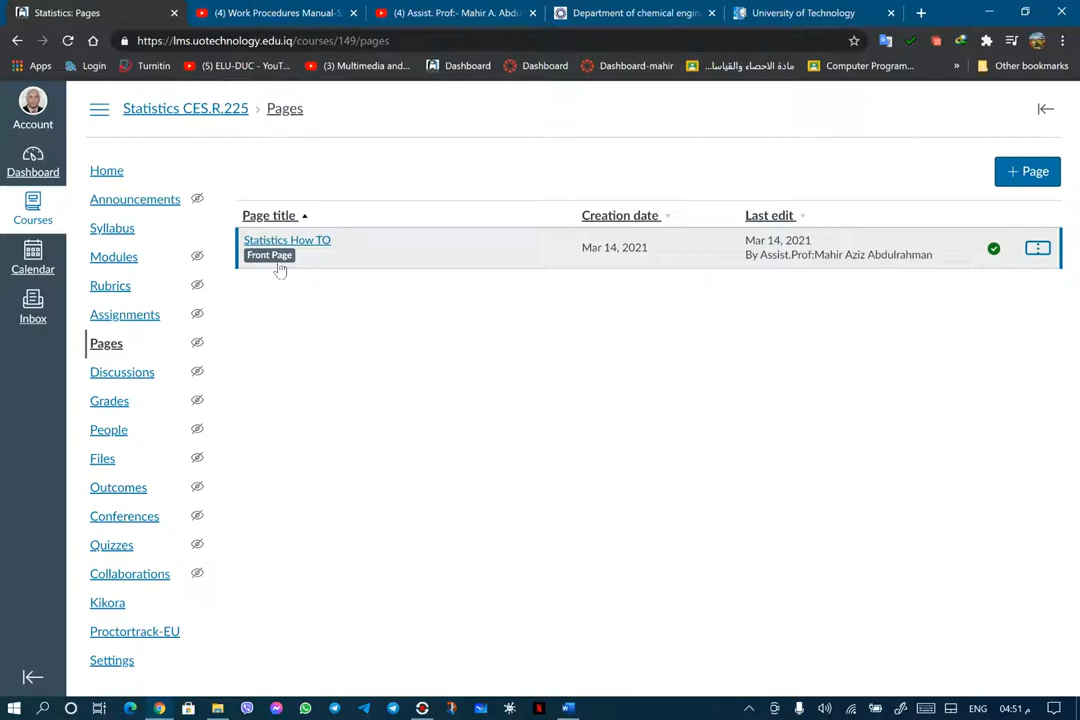 Statistics: Pages
(4) Work Procedures Manual-S
(4) Assist. Prof:- Mahir A. Abdu
Department of chemical engin
University of Technology
https://lms.uotechnology.edu.iq/courses/149/pages
Apps
Login
Turnitin
(5) ELU-DUC - YouT...
(3) Multimedia and...
Dashboard
Dashboard
Dashboard-mahir
مادة الاحصاء والقياسا...
Computer Program...
»
Other bookmarks
Account
Dashboard
Courses
Calendar
Inbox
Statistics CES.R.225 › Pages
Home
Announcements
Syllabus
Modules
Rubrics
Assignments
Pages
Discussions
Grades
People
Files
Outcomes
Conferences
Quizzes
Collaborations
Kikora
Proctortrack-EU
Settings
+ Page
Page title
Creation date
Last edit
Statistics How TO
Front Page
Mar 14, 2021
Mar 14, 2021
By Assist.Prof:Mahir Aziz Abdulrahman
ENG
04:51 م